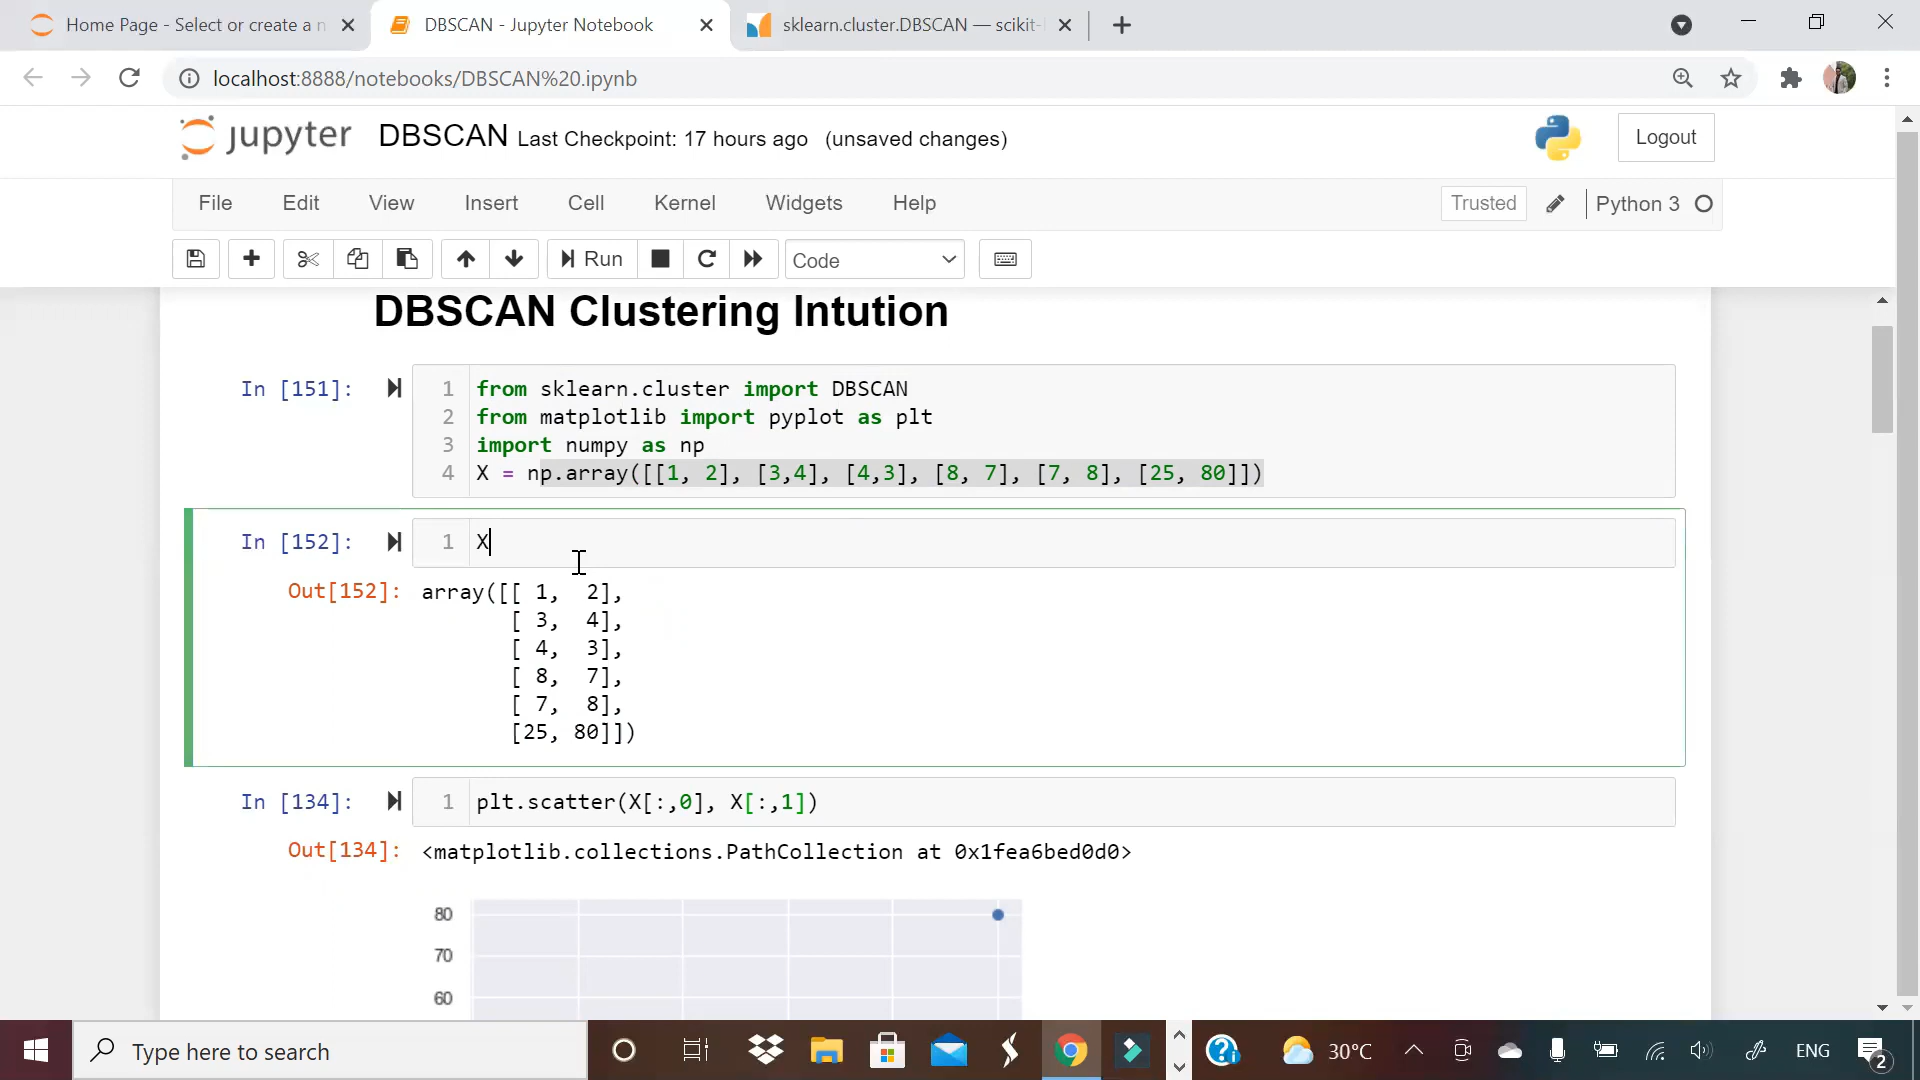 Home Page - Select or create a n
DBSCAN - Jupyter Notebook
sklearn.cluster.DBSCAN — scikit-
localhost:8888/notebooks/DBSCAN%20.ipynb
jupyter DBSCAN Last Checkpoint: 17 hours ago (unsaved changes)
Logout
File Edit View Insert Cell Kernel Widgets Help
Trusted Python 3
Run Code
DBSCAN Clustering Intution
In [151]: 1 from sklearn.cluster import DBSCAN
2 from matplotlib import pyplot as plt
3 import numpy as np
4 X = np.array([[1, 2], [3,4], [4,3], [8, 7], [7, 8], [25, 80]])
In [152]: 1 X
Out[152]: array([[ 1, 2],
[ 3, 4],
[ 4, 3],
[ 8, 7],
[ 7, 8],
[25, 80]])
In [134]: 1 plt.scatter(X[:,0], X[:,1])
Out[134]: <matplotlib.collections.PathCollection at 0x1fea6bed0d0>
80
70
60
Type here to search
30°C
ENG
2